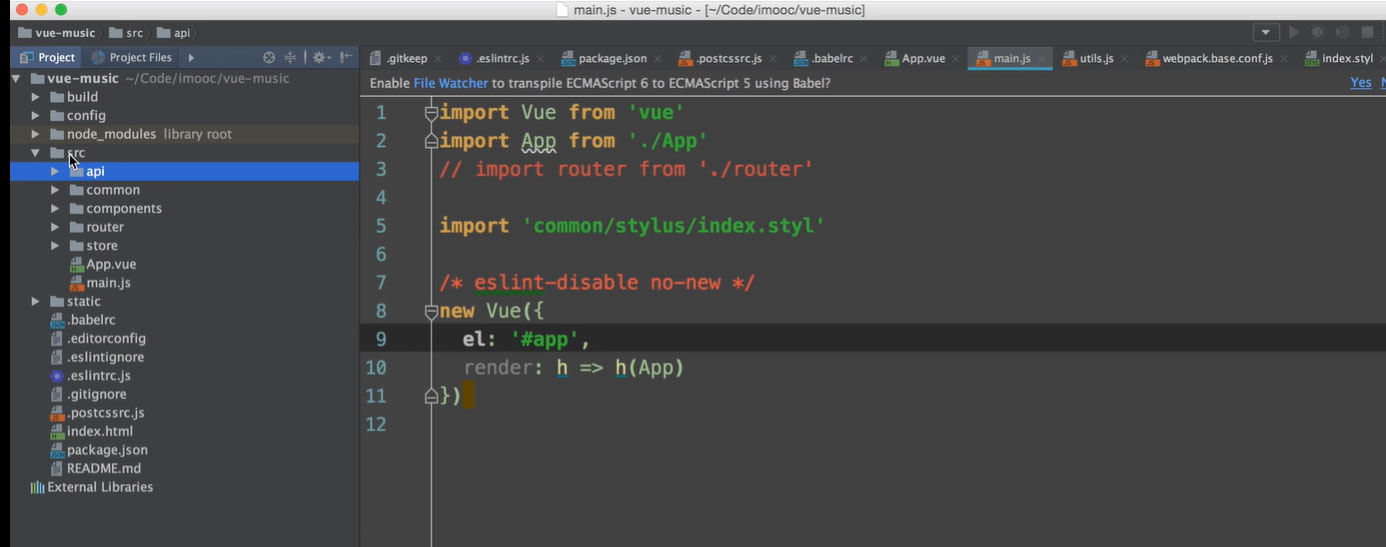 main.js - vue-music - [~/Code/imooc/vue-music]
vue-music src api
Project Project Files
.gitkeep .eslintrc.js package.json .postcssrc.js .babelrc App.vue main.js utils.js webpack.base.conf.js index.styl
Enable File Watcher to transpile ECMAScript 6 to ECMAScript 5 using Babel? Yes
vue-music ~/Code/imooc/vue-music
build
config
node_modules library root
src
api
common
components
router
store
App.vue
main.js
static
.babelrc
.editorconfig
.eslintignore
.eslintrc.js
.gitignore
.postcssrc.js
index.html
package.json
README.md
External Libraries
1 import Vue from 'vue'
2 import App from './App'
3 // import router from './router'
4
5 import 'common/stylus/index.styl'
6
7 /* eslint-disable no-new */
8 new Vue({
9 el: '#app',
10 render: h => h(App)
11 })
12